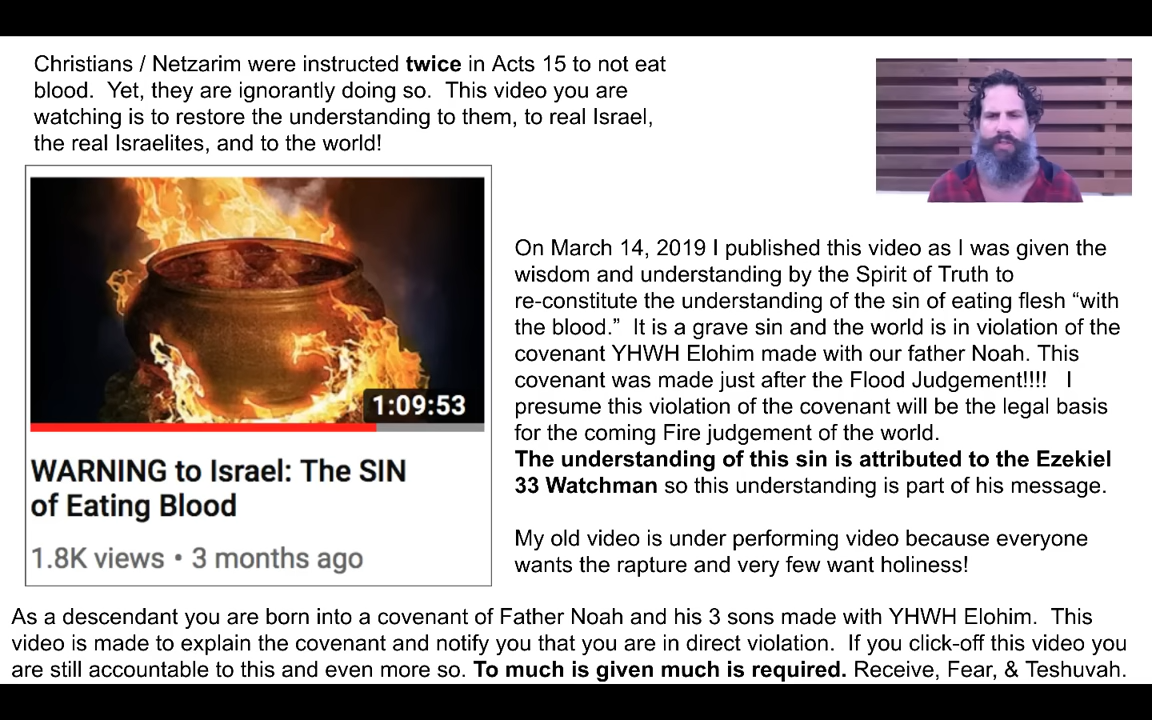 Christians / Netzarim were instructed twice in Acts 15 to not eat
blood.  Yet, they are ignorantly doing so.  This video you are
watching is to restore the understanding to them, to real Israel,
the real Israelites, and to the world!
1:09:53
WARNING to Israel: The SIN
of Eating Blood
1.8K views • 3 months ago
On March 14, 2019 I published this video as I was given the
wisdom and understanding by the Spirit of Truth to
re-constitute the understanding of the sin of eating flesh “with
the blood.”  It is a grave sin and the world is in violation of the
covenant YHWH Elohim made with our father Noah. This
covenant was made just after the Flood Judgement!!!!   I
presume this violation of the covenant will be the legal basis
for the coming Fire judgement of the world.
The understanding of this sin is attributed to the Ezekiel
33 Watchman so this understanding is part of his message.
My old video is under performing video because everyone
wants the rapture and very few want holiness!
As a descendant you are born into a covenant of Father Noah and his 3 sons made with YHWH Elohim.  This
video is made to explain the covenant and notify you that you are in direct violation.  If you click-off this video you
are still accountable to this and even more so. To much is given much is required. Receive, Fear, & Teshuvah.